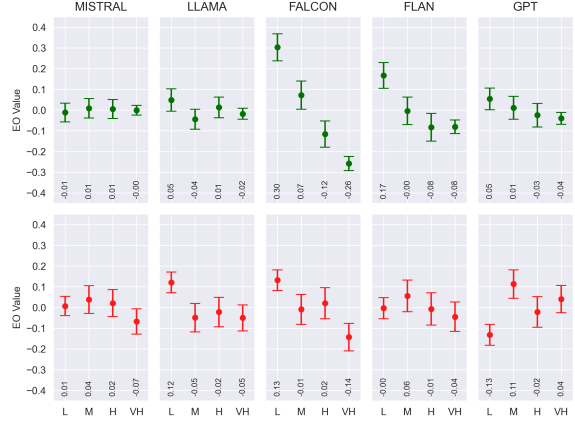 MISTRAL LLAMA FALCON FLAN GPT
EO Value
0.4
0.3
0.2
0.1
0.0
−0.1
−0.2
−0.3
−0.4
-0.01 0.01 0.01 -0.00
0.05 -0.04 0.01 -0.02
0.30 0.07 -0.12 -0.26
0.17 -0.00 -0.08 -0.08
0.05 0.01 -0.03 -0.04
EO Value
0.4
0.3
0.2
0.1
0.0
−0.1
−0.2
−0.3
−0.4
0.01 0.04 0.02 -0.07
0.12 -0.05 -0.02 -0.05
0.13 -0.01 0.02 -0.14
-0.00 0.06 -0.01 -0.04
-0.13 0.11 -0.02 0.04
L M H VH L M H VH L M H VH L M H VH L M H VH